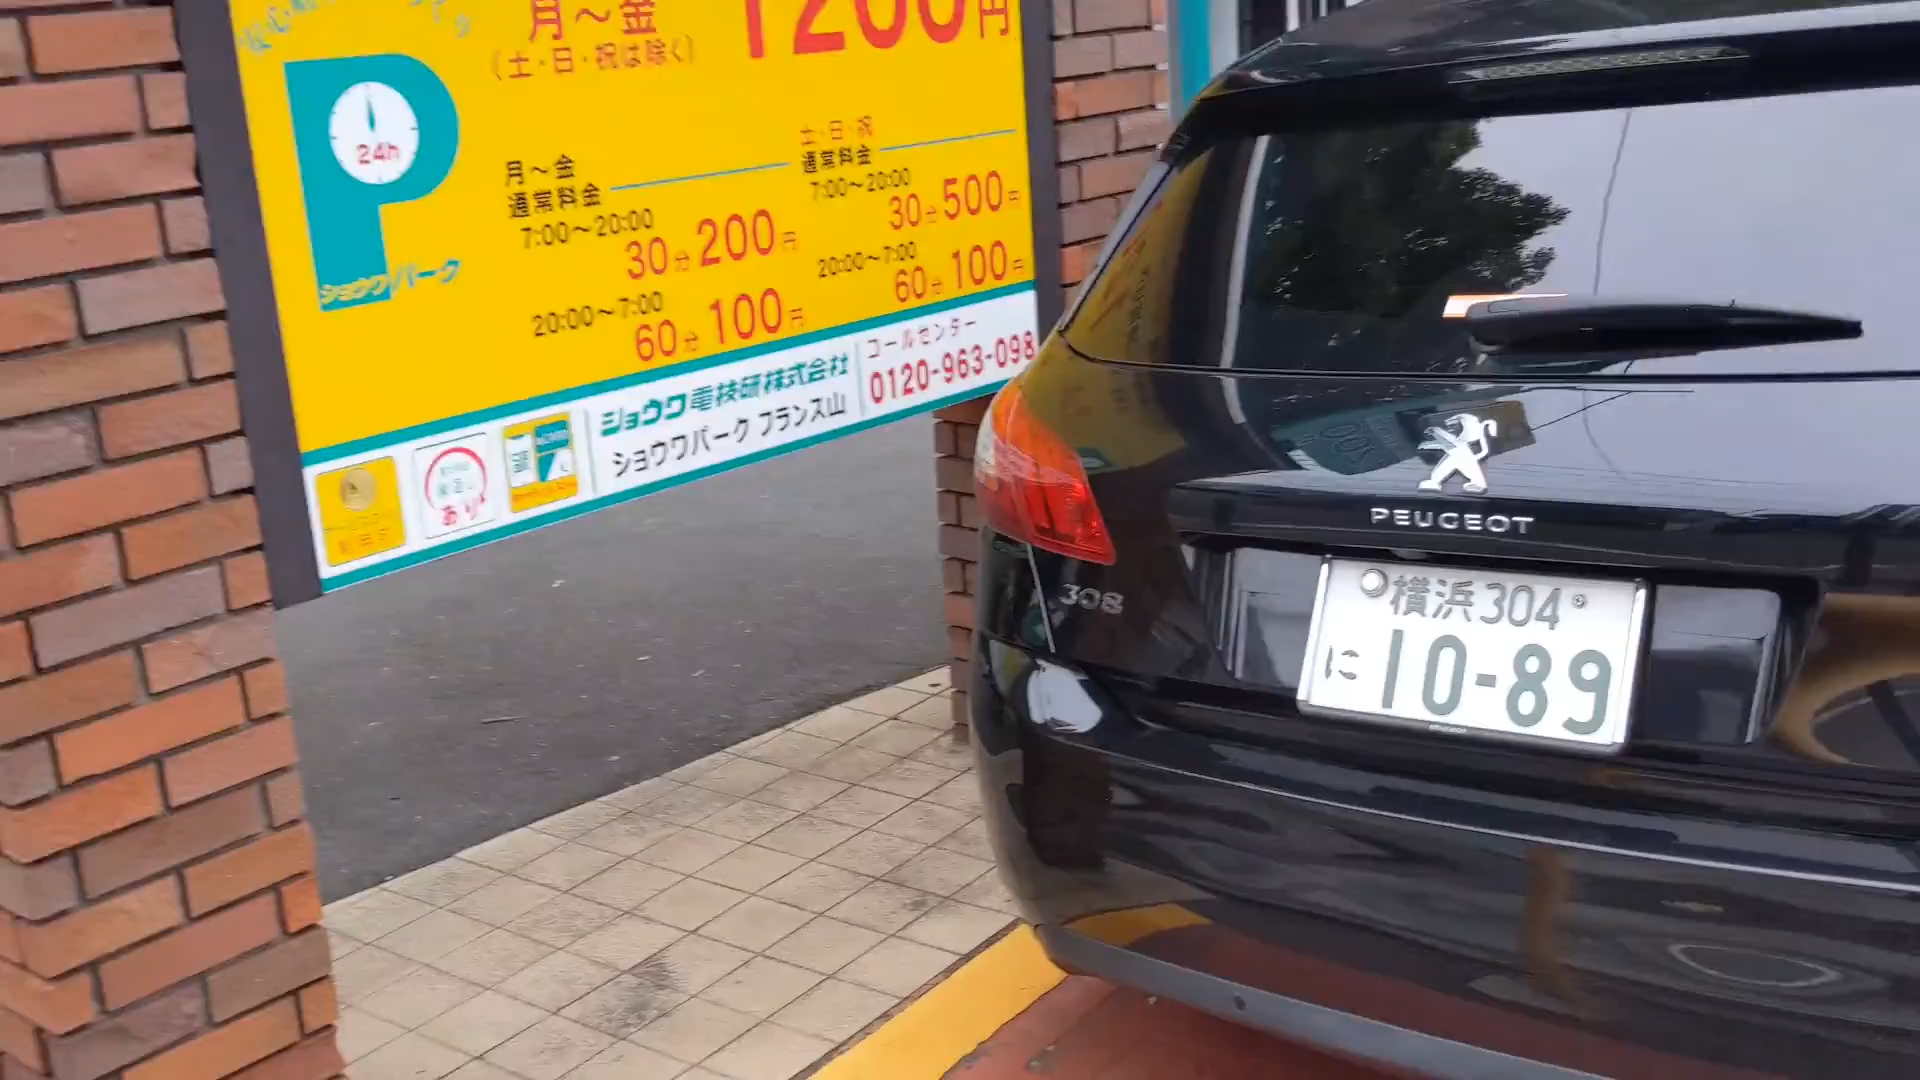 月～金
(土・日・祝は除く)
1200円
24h
ショウワパーク
月～金
通常料金
7:00～20:00
30分200円
20:00～7:00
60分100円
土・日・祝
通常料金
7:00～20:00
30分500円
20:00～7:00
60分100円
あり
ショウワ電技研株式会社
ショウワパーク フランス山
コールセンター
0120-963-098
PEUGEOT
308
横浜304
に 10-89